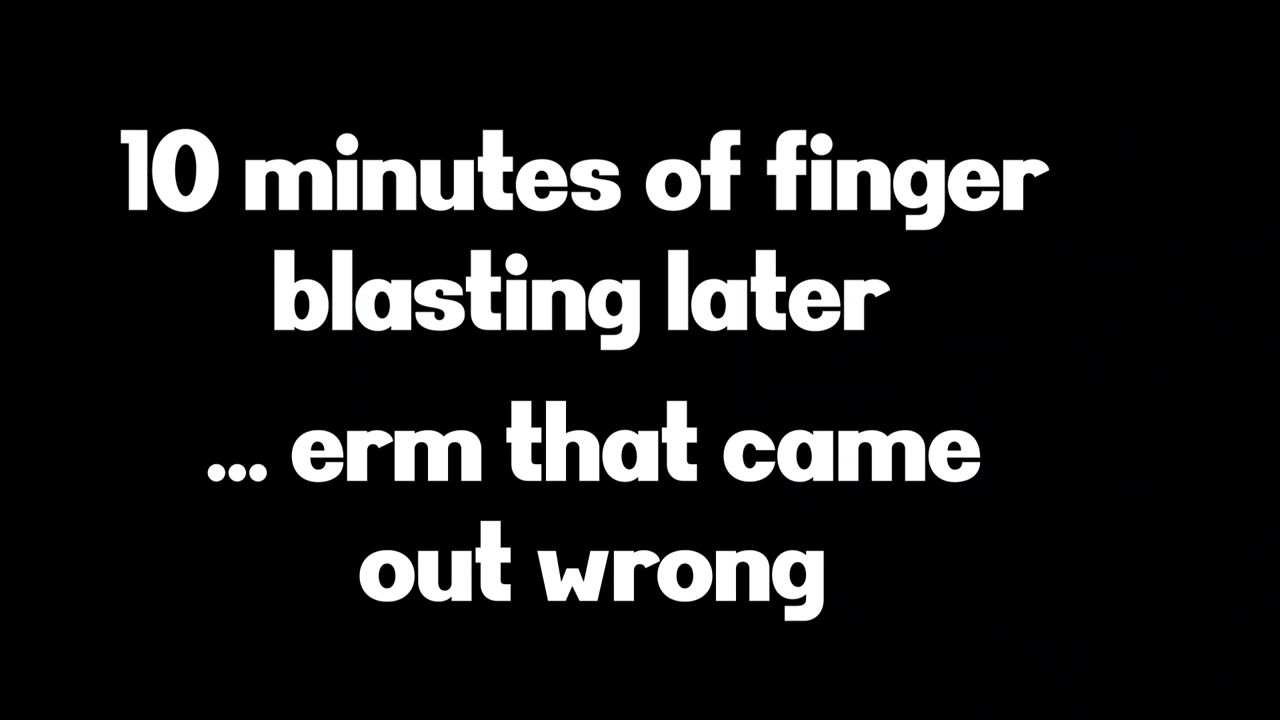 10 minutes of finger
blasting later
... erm that came
out wrong